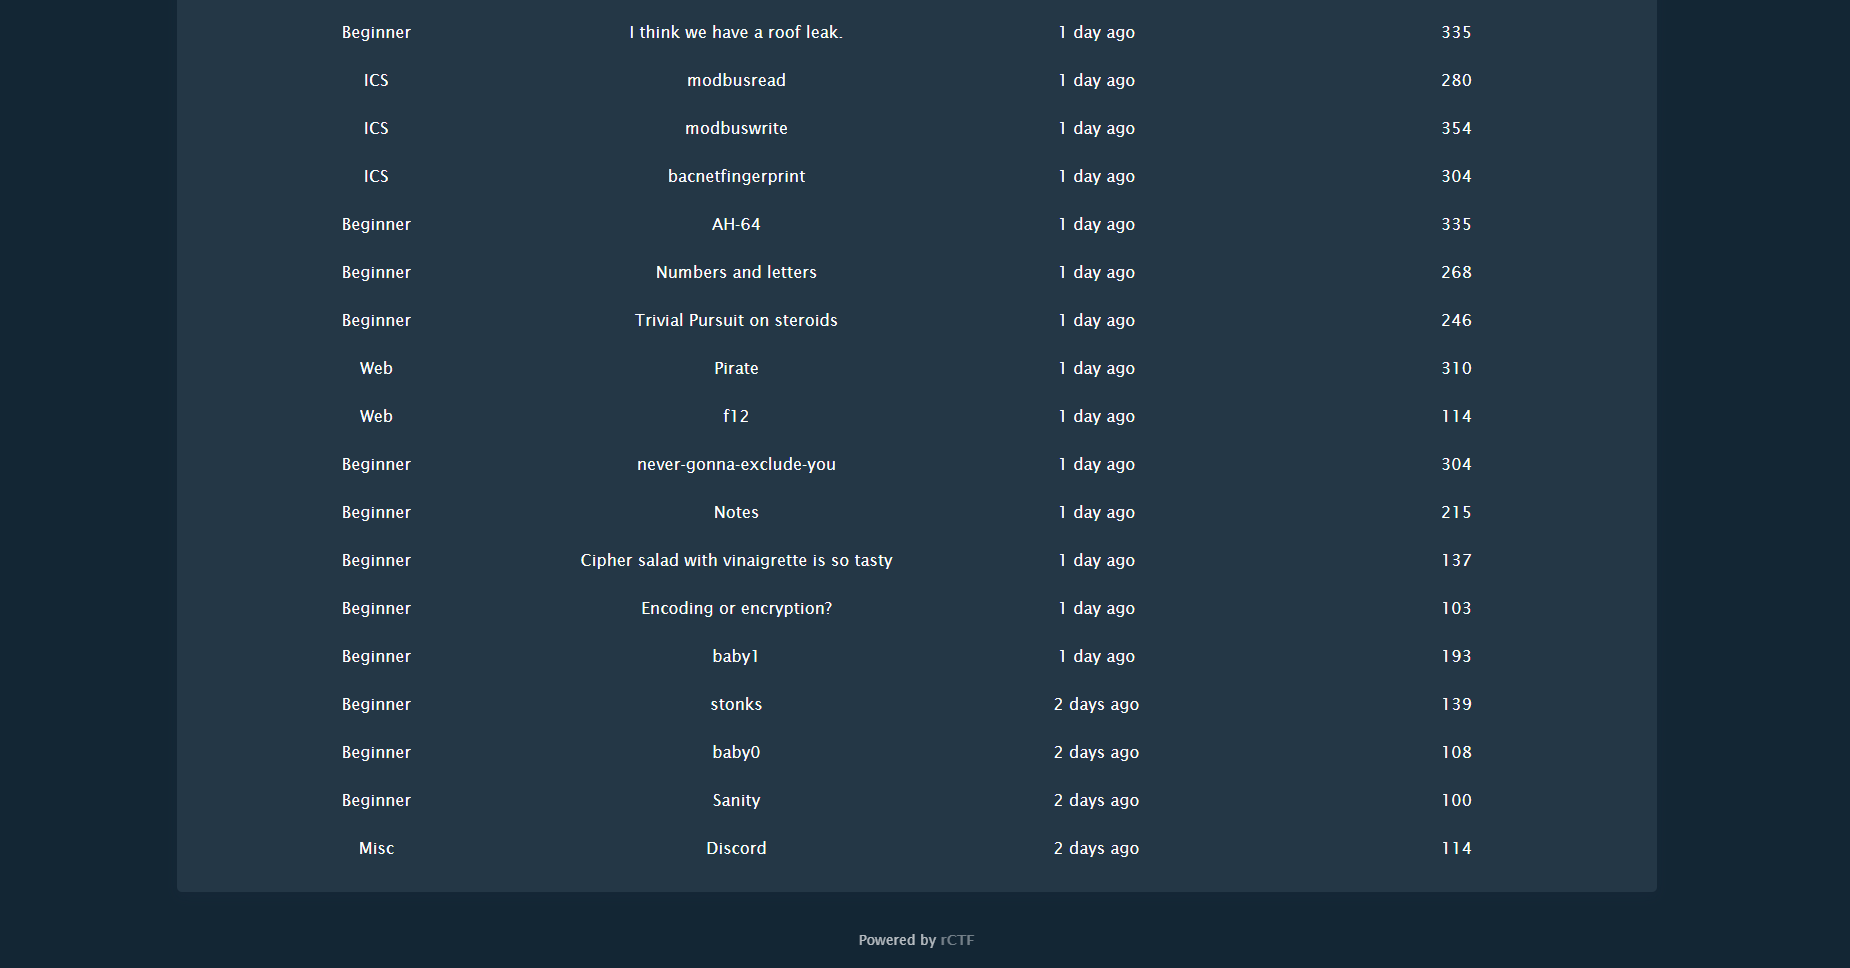 Beginner I think we have a roof leak. 1 day ago 335
ICS modbusread 1 day ago 280
ICS modbuswrite 1 day ago 354
ICS bacnetfingerprint 1 day ago 304
Beginner AH-64 1 day ago 335
Beginner Numbers and letters 1 day ago 268
Beginner Trivial Pursuit on steroids 1 day ago 246
Web Pirate 1 day ago 310
Web f12 1 day ago 114
Beginner never-gonna-exclude-you 1 day ago 304
Beginner Notes 1 day ago 215
Beginner Cipher salad with vinaigrette is so tasty 1 day ago 137
Beginner Encoding or encryption? 1 day ago 103
Beginner baby1 1 day ago 193
Beginner stonks 2 days ago 139
Beginner baby0 2 days ago 108
Beginner Sanity 2 days ago 100
Misc Discord 2 days ago 114
Powered by rCTF